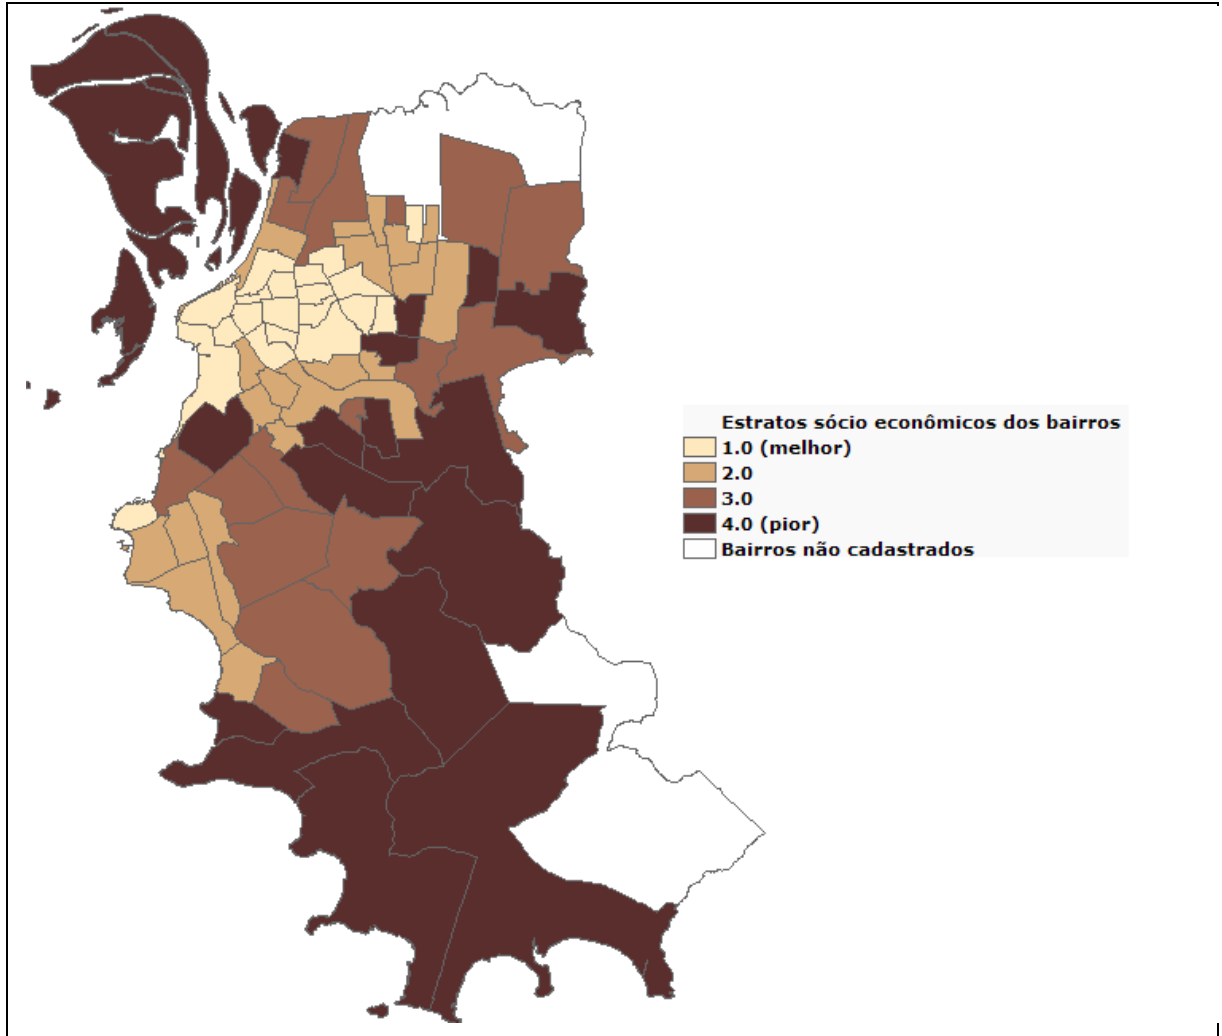 Estratos sócio econômicos dos bairros
1.0 (melhor)
2.0
3.0
4.0 (pior)
Bairros não cadastrados